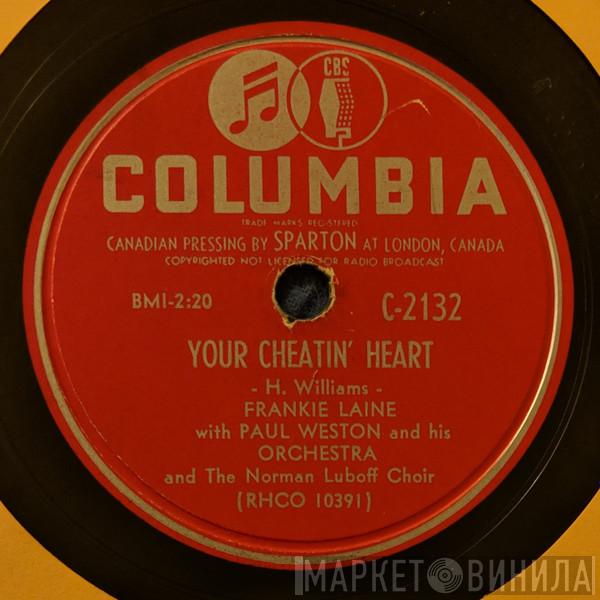 CBS
COLUMBIA
TRADE MARKS REGISTERED
CANADIAN PRESSING BY SPARTON AT LONDON, CANADA
COPYRIGHTED NOT LICENSED FOR RADIO BROADCAST
BMI-2:20
C-2132
YOUR CHEATIN' HEART
- H. Williams -
FRANKIE LAINE
with PAUL WESTON and his
ORCHESTRA
and The Norman Luboff Choir
(RHCO 10391)
МАРКЕТ ВИНИЛА